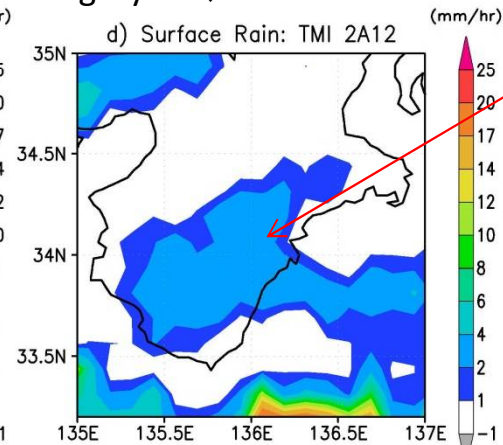 (mm/hr)
d) Surface Rain: TMI 2A12
35N
34.5N
34N
33.5N
135E
135.5E
136E
136.5E
137E
25
20
17
14
12
10
8
6
4
2
1
-1